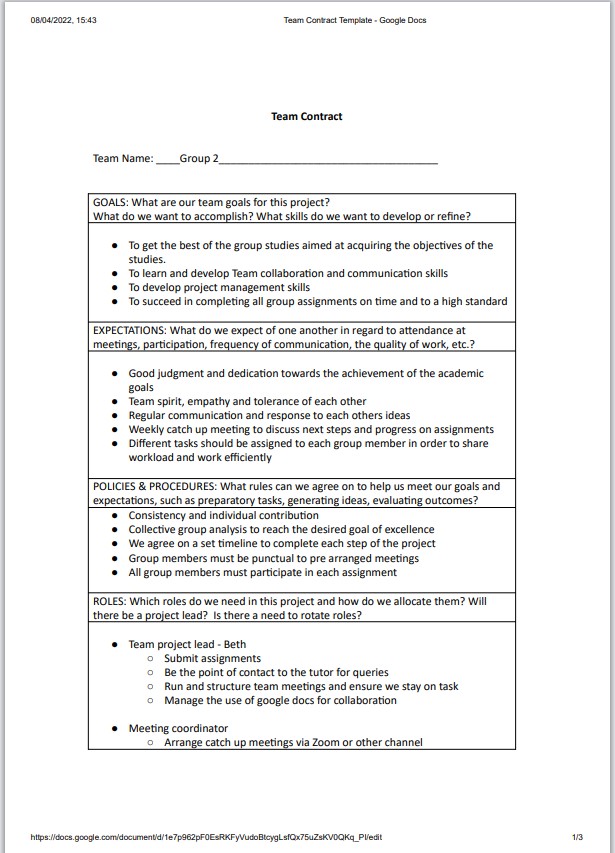 08/04/2022, 15:43 Team Contract Template - Google Docs
Team Contract
Team Name: ____Group 2____________________________________
GOALS: What are our team goals for this project?
What do we want to accomplish? What skills do we want to develop or refine?
● To get the best of the group studies aimed at acquiring the objectives of the
studies.
● To learn and develop Team collaboration and communication skills
● To develop project management skills
● To succeed in completing all group assignments on time and to a high standard
EXPECTATIONS: What do we expect of one another in regard to attendance at
meetings, participation, frequency of communication, the quality of work, etc.?
● Good judgment and dedication towards the achievement of the academic
goals
● Team spirit, empathy and tolerance of each other
● Regular communication and response to each others ideas
● Weekly catch up meeting to discuss next steps and progress on assignments
● Different tasks should be assigned to each group member in order to share
workload and work efficiently
POLICIES & PROCEDURES: What rules can we agree on to help us meet our goals and
expectations, such as preparatory tasks, generating ideas, evaluating outcomes?
● Consistency and individual contribution
● Collective group analysis to reach the desired goal of excellence
● We agree on a set timeline to complete each step of the project
● Group members must be punctual to pre arranged meetings
● All group members must participate in each assignment
ROLES: Which roles do we need in this project and how do we allocate them? Will
there be a project lead? Is there a need to rotate roles?
● Team project lead - Beth
○ Submit assignments
○ Be the point of contact to the tutor for queries
○ Run and structure team meetings and ensure we stay on task
○ Manage the use of google docs for collaboration
● Meeting coordinator
○ Arrange catch up meetings via Zoom or other channel
https://docs.google.com/document/d/1e7p962pF0EsRKFyVudoBtcygLsfQx75uZsKV0QKq_PI/edit 1/3